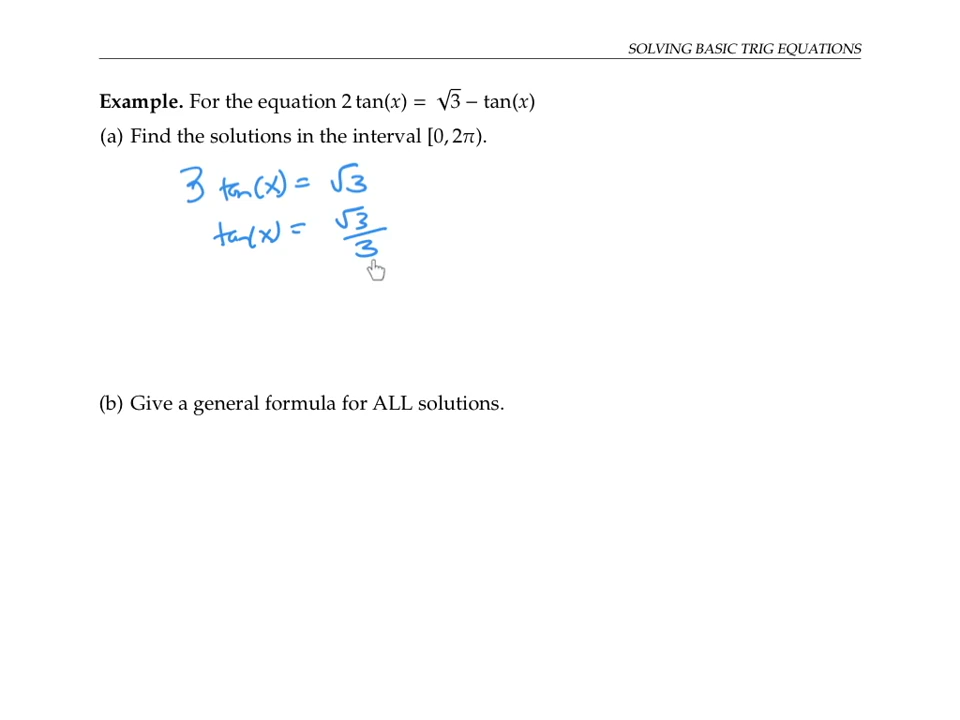 SOLVING BASIC TRIG EQUATIONS
Example. For the equation 2 tan(x) = √3 − tan(x)
(a) Find the solutions in the interval [0, 2π).
3 tan(x) = √3
tan(x) = √3/3
(b) Give a general formula for ALL solutions.